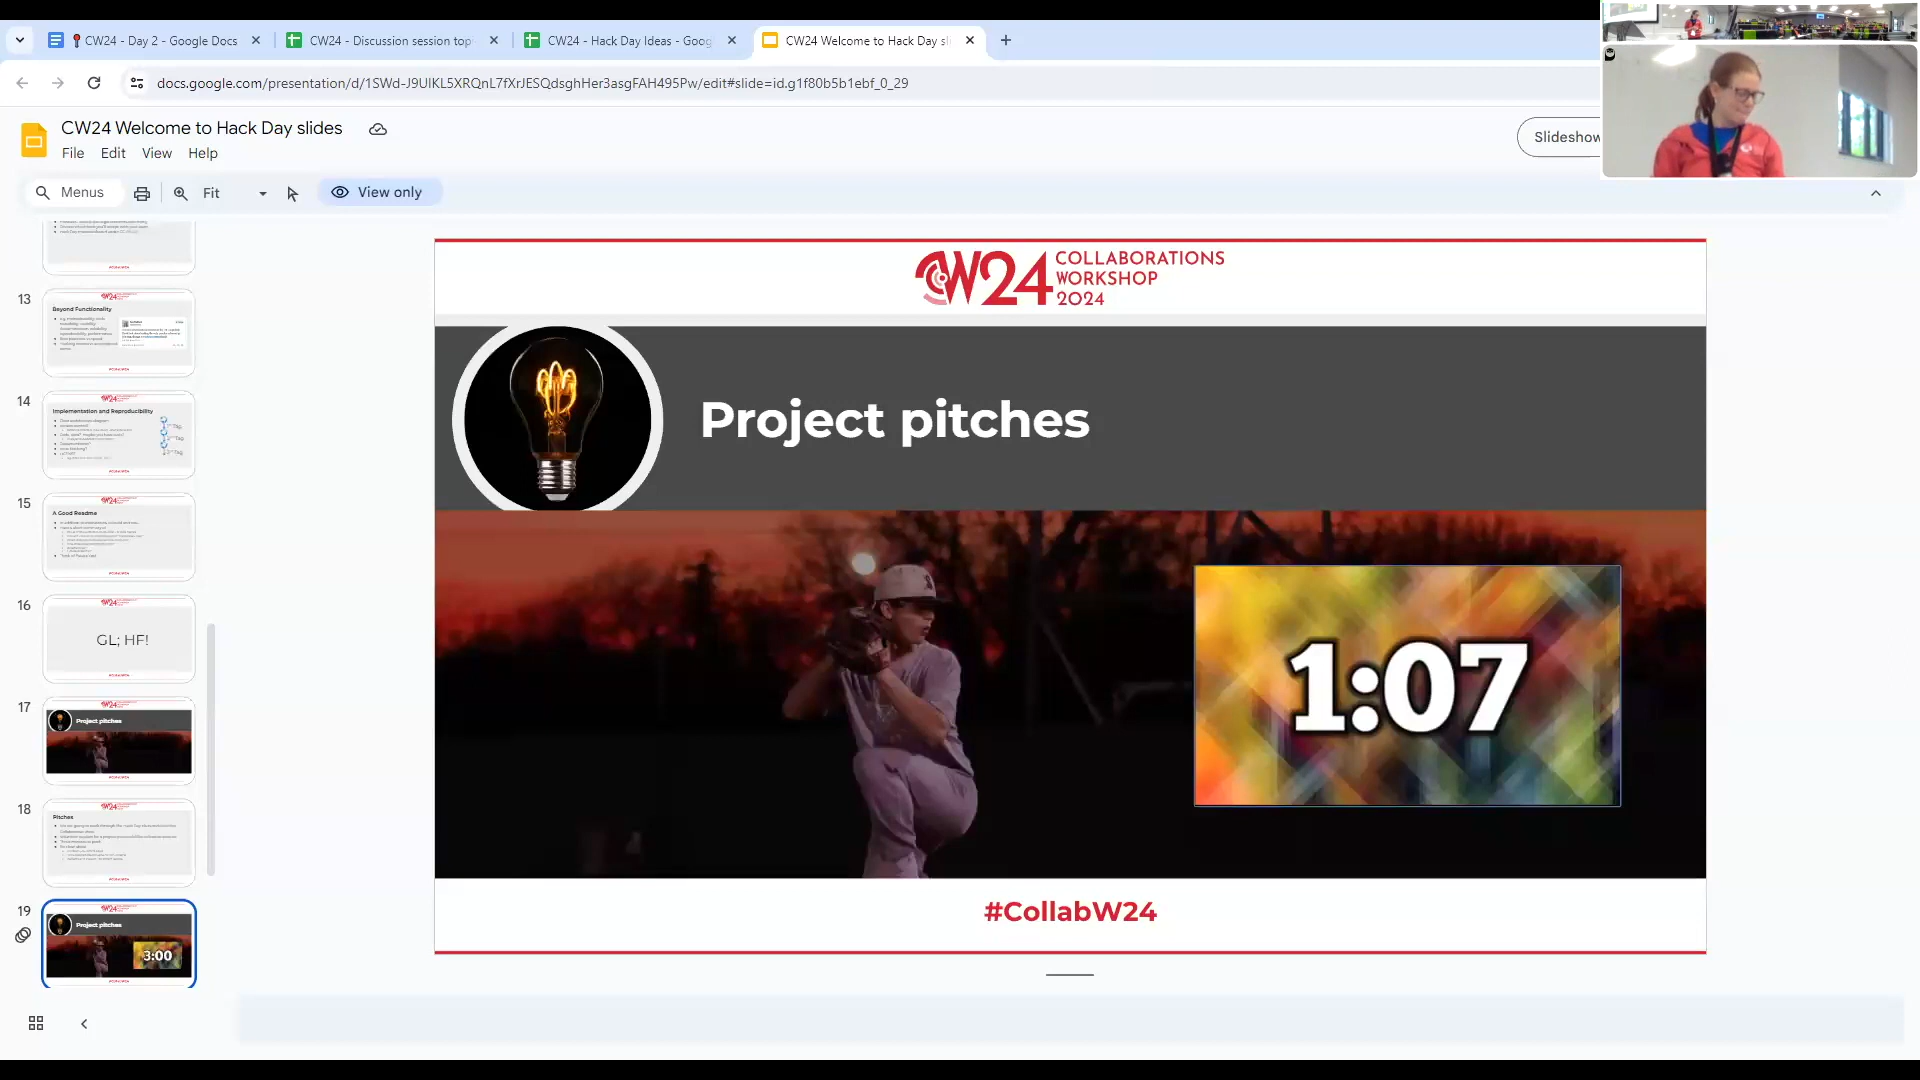 CW24 - Day 2 - Google Docs
CW24 - Discussion session top
CW24 - Hack Day Ideas - Goog
CW24 Welcome to Hack Day sl
docs.google.com/presentation/d/1SWd-J9UIKL5XRQnL7fXrJESQdsghHer3asgFAH495Pw/edit#slide=id.g1f80b5b1ebf_0_29
CW24 Welcome to Hack Day slides
File Edit View Help
Slideshow
Menus
Fit
View only
CW24 COLLABORATIONS
WORKSHOP
2024
Project pitches
1:07
#CollabW24
13
Beyond Functionality
14
Implementation and Reproducibility
15
A Good Readme
16
GL; HF!
17
Project pitches
18
Pitches
19
Project pitches
3:00